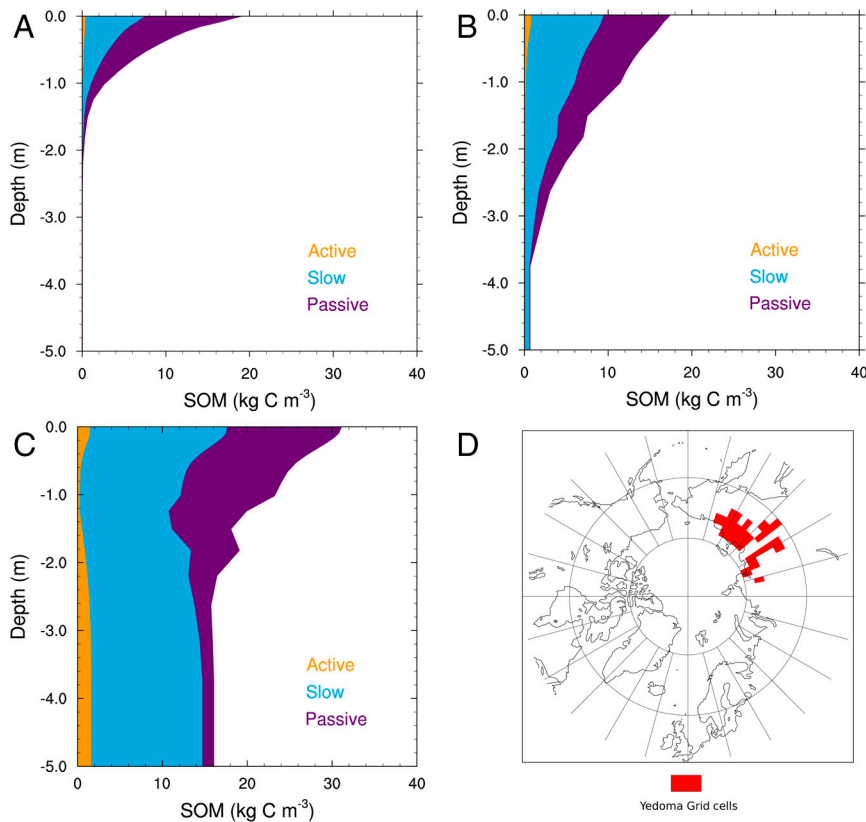 A
0.0
-1.0
-2.0
-3.0
-4.0
-5.0
Depth (m)
Active
Slow
Passive
0 10 20 30 40
SOM (kg C m⁻³)
B
0.0
-1.0
-2.0
-3.0
-4.0
-5.0
Depth (m)
Active
Slow
Passive
0 10 20 30 40
SOM (kg C m⁻³)
C
0.0
-1.0
-2.0
-3.0
-4.0
-5.0
Depth (m)
Active
Slow
Passive
0 10 20 30 40
SOM (kg C m⁻³)
D
Yedoma Grid cells